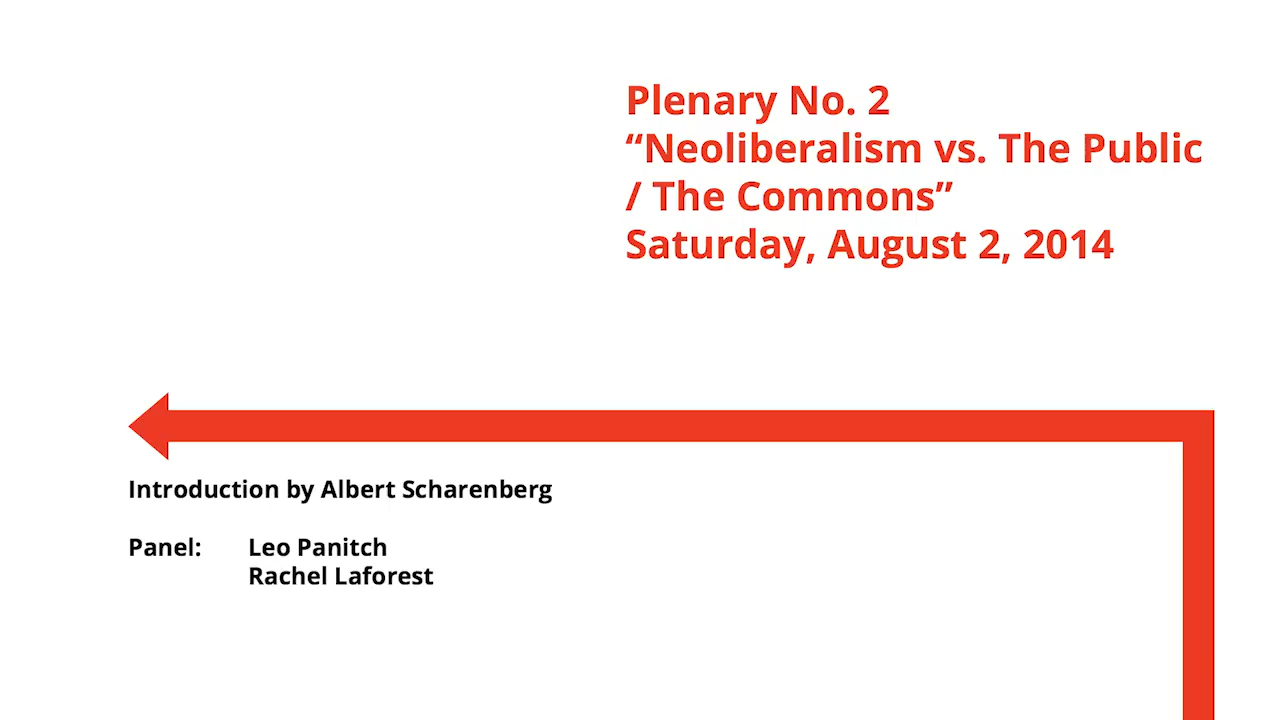 Plenary No. 2
“Neoliberalism vs. The Public
/ The Commons”
Saturday, August 2, 2014
Introduction by Albert Scharenberg
Panel: Leo Panitch
Rachel Laforest